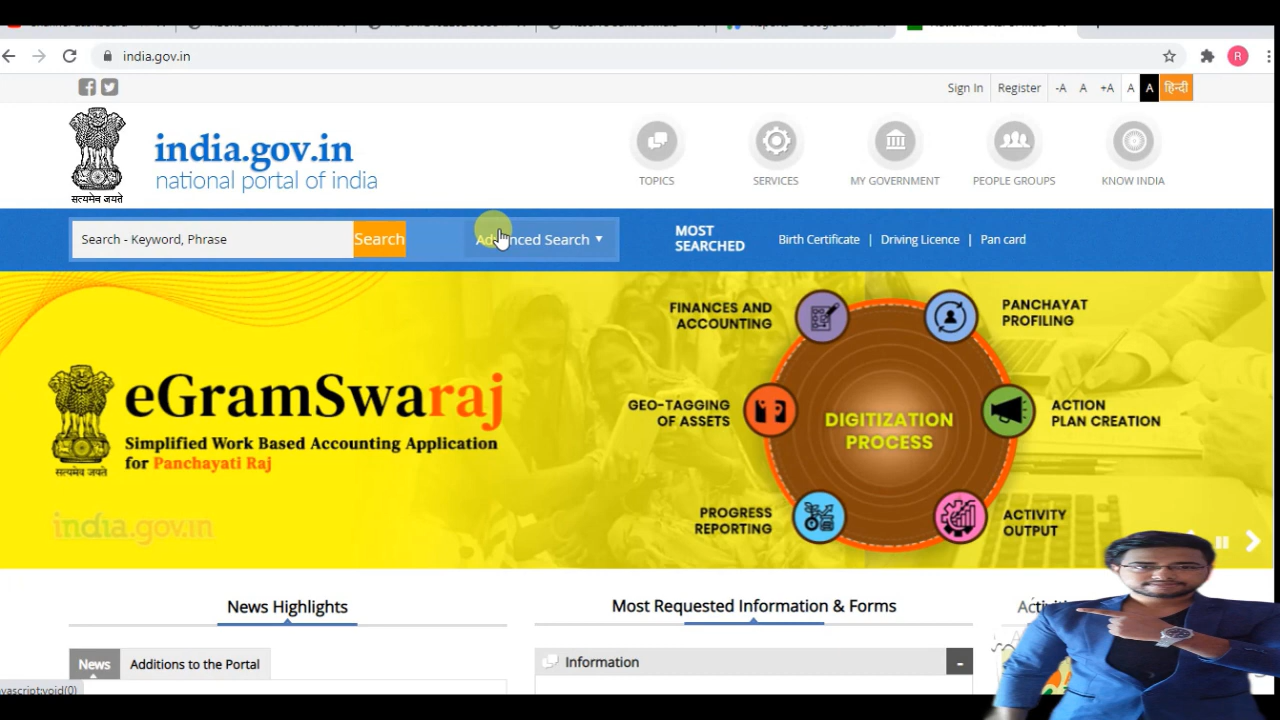 india.gov.in
Sign In
Register
-A
A
+A
A
A
हिन्दी
सत्यमेव जयते
india.gov.in
national portal of india
TOPICS
SERVICES
MY GOVERNMENT
PEOPLE GROUPS
KNOW INDIA
Search - Keyword, Phrase
Search
Advanced Search
MOST
SEARCHED
Birth Certificate | Driving Licence | Pan card
सत्यमेव जयते
eGramSwaraj
Simplified Work Based Accounting Application
for Panchayati Raj
india.gov.in
FINANCES AND
ACCOUNTING
PANCHAYAT
PROFILING
GEO-TAGGING
OF ASSETS
DIGITIZATION
PROCESS
ACTION
PLAN CREATION
PROGRESS
REPORTING
ACTIVITY
OUTPUT
News Highlights
Most Requested Information & Forms
News
Additions to the Portal
Information
-
avascript:void(0)
R